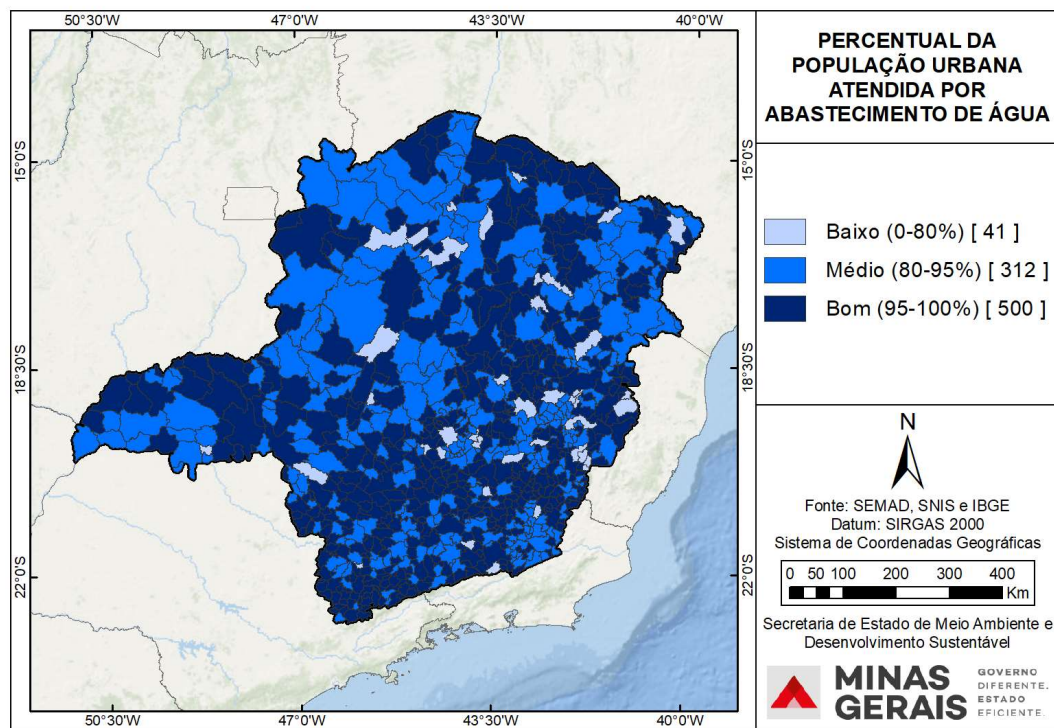 50°30'W 47°0'W 43°30'W 40°0'W
PERCENTUAL DA
POPULAÇÃO URBANA
ATENDIDA POR
ABASTECIMENTO DE ÁGUA
15°0'S 15°0'S
Baixo (0-80%) [ 41 ]
Médio (80-95%) [ 312 ]
Bom (95-100%) [ 500 ]
18°30'S 18°30'S
N
Fonte: SEMAD, SNIS e IBGE
Datum: SIRGAS 2000
Sistema de Coordenadas Geográficas
22°0'S 22°0'S
0 50 100 200 300 400
Km
Secretaria de Estado de Meio Ambiente e
Desenvolvimento Sustentável
MINAS
GERAIS
GOVERNO
DIFERENTE.
ESTADO
EFICIENTE.
50°30'W 47°0'W 43°30'W 40°0'W